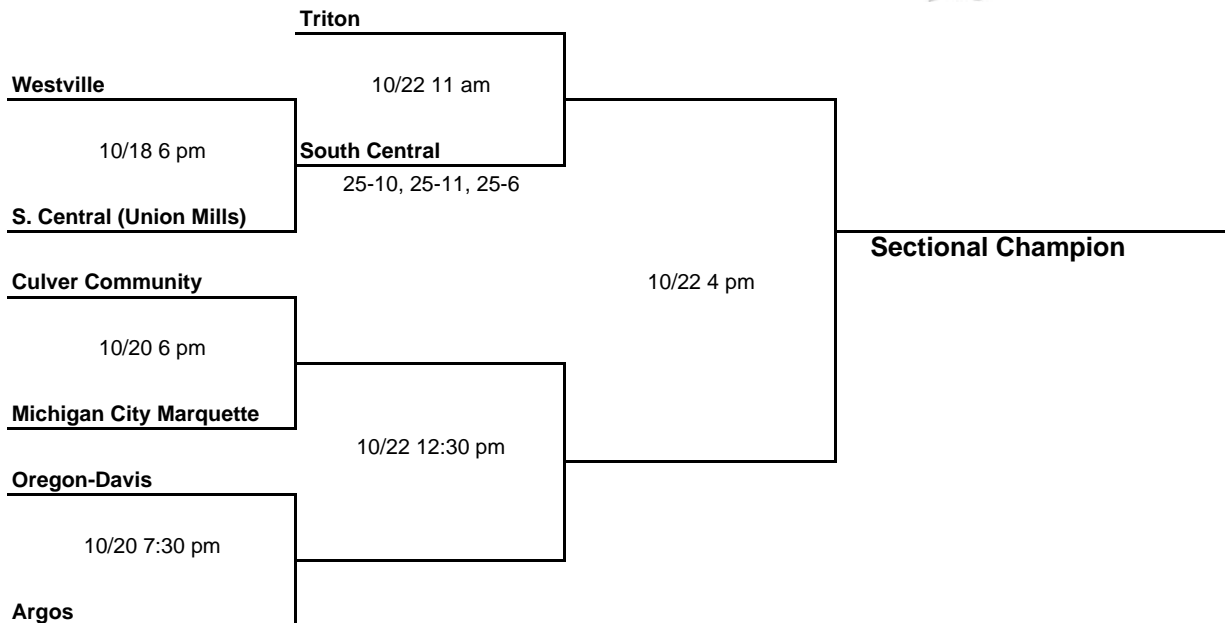 Triton
Westville
10/22 11 am
10/18 6 pm
South Central
25-10, 25-11, 25-6
S. Central (Union Mills)
Sectional Champion
Culver Community
10/22 4 pm
10/20 6 pm
Michigan City Marquette
10/22 12:30 pm
Oregon-Davis
10/20 7:30 pm
Argos